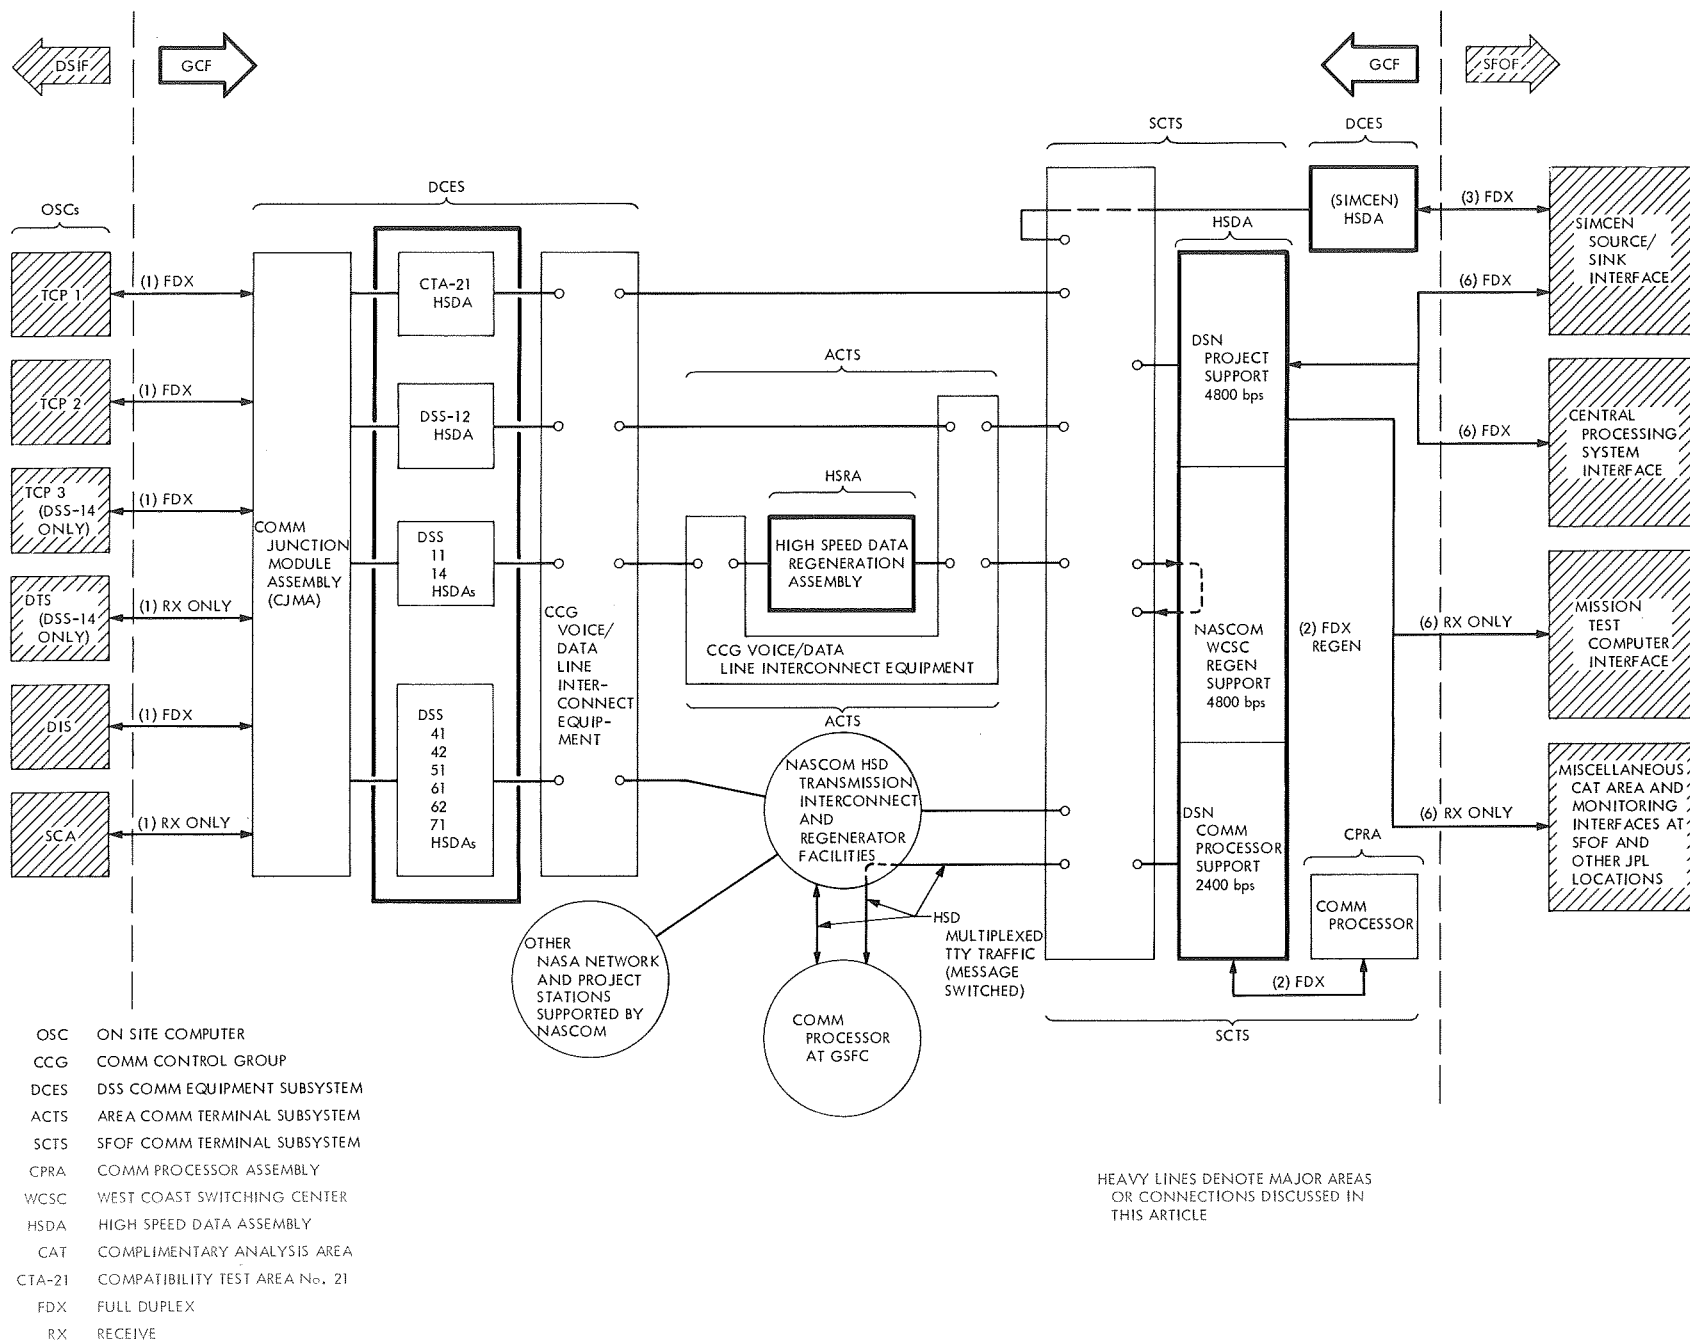 DSIF
GCF
GCF
SFOF
OSCs
DCES
SCTS
DCES
TCP 1
TCP 2
TCP 3
(DSS-14
ONLY)
DTS
(DSS-14
ONLY)
DIS
SCA
(1) FDX
(1) FDX
(1) FDX
(1) RX ONLY
(1) FDX
(1) RX ONLY
COMM
JUNCTION
MODULE
ASSEMBLY
(CJMA)
CTA-21
HSDA
DSS-12
HSDA
DSS
11
14
HSDAs
DSS
41
42
51
61
62
71
HSDAs
CCG
VOICE/
DATA
LINE
INTER-
CONNECT
EQUIP-
MENT
ACTS
HSRA
HIGH SPEED DATA
REGENERATION
ASSEMBLY
CCG VOICE/DATA
LINE INTERCONNECT EQUIPMENT
ACTS
NASCOM HSD
TRANSMISSION
INTERCONNECT
AND
REGENERATOR
FACILITIES
OTHER
NASA NETWORK
AND PROJECT
STATIONS
SUPPORTED BY
NASCOM
COMM
PROCESSOR
AT GSFC
HSD
MULTIPLEXED
TTY TRAFFIC
(MESSAGE
SWITCHED)
HSDA
(SIMCEN)
HSDA
DSN
PROJECT
SUPPORT
4800 bps
NASCOM
WCSC
REGEN
SUPPORT
4800 bps
DSN
COMM
PROCESSOR
SUPPORT
2400 bps
(2) FDX
REGEN
CPRA
COMM
PROCESSOR
(2) FDX
SCTS
(3) FDX
(6) FDX
(6) FDX
(6) RX ONLY
(6) RX ONLY
SIMCEN
SOURCE/
SINK
INTERFACE
CENTRAL
PROCESSING
SYSTEM
INTERFACE
MISSION
TEST
COMPUTER
INTERFACE
MISCELLANEOUS
CAT AREA AND
MONITORING
INTERFACES AT
SFOF AND
OTHER JPL
LOCATIONS
OSC ON SITE COMPUTER
CCG COMM CONTROL GROUP
DCES DSS COMM EQUIPMENT SUBSYSTEM
ACTS AREA COMM TERMINAL SUBSYSTEM
SCTS SFOF COMM TERMINAL SUBSYSTEM
CPRA COMM PROCESSOR ASSEMBLY
WCSC WEST COAST SWITCHING CENTER
HSDA HIGH SPEED DATA ASSEMBLY
CAT COMPLIMENTARY ANALYSIS AREA
CTA-21 COMPATIBILITY TEST AREA No. 21
FDX FULL DUPLEX
RX RECEIVE
HEAVY LINES DENOTE MAJOR AREAS
OR CONNECTIONS DISCUSSED IN
THIS ARTICLE